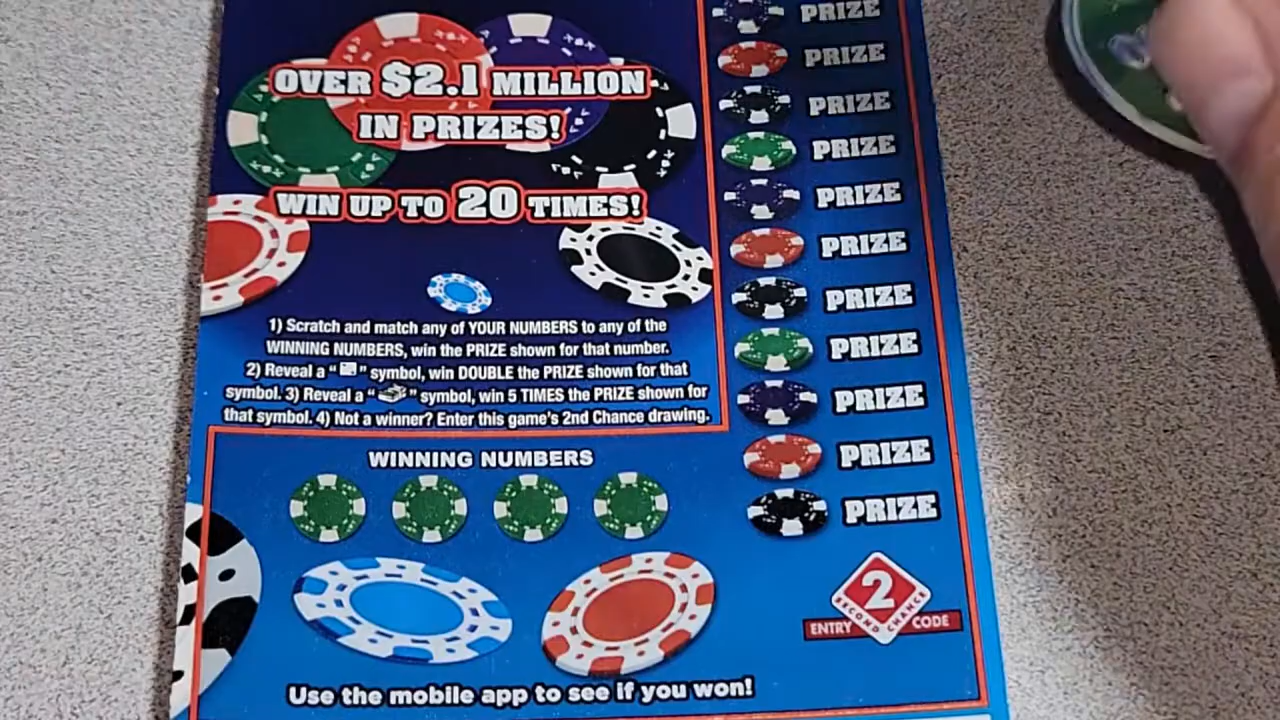 OVER $2.1 MILLION
IN PRIZES!
WIN UP TO 20 TIMES!
1) Scratch and match any of YOUR NUMBERS to any of the
WINNING NUMBERS, win the PRIZE shown for that number.
2) Reveal a " " symbol, win DOUBLE the PRIZE shown for that
symbol. 3) Reveal a " " symbol, win 5 TIMES the PRIZE shown for
that symbol. 4) Not a winner? Enter this game's 2nd Chance drawing.
WINNING NUMBERS
Use the mobile app to see if you won!
PRIZE
PRIZE
PRIZE
PRIZE
PRIZE
PRIZE
PRIZE
PRIZE
PRIZE
PRIZE
PRIZE
2
SECOND CHANCE
ENTRY CODE